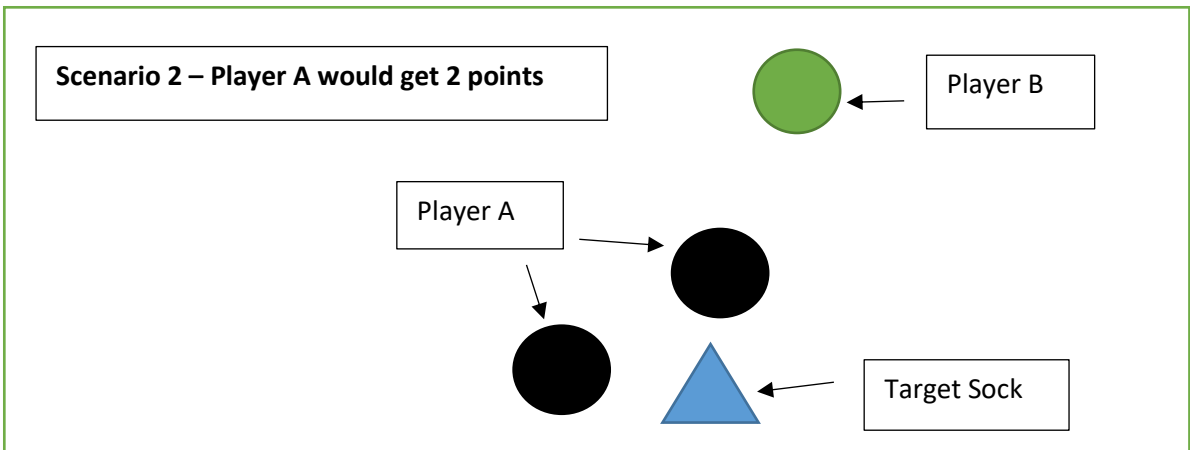 Scenario 2 – Player A would get 2 points
Player B
Player A
Target Sock